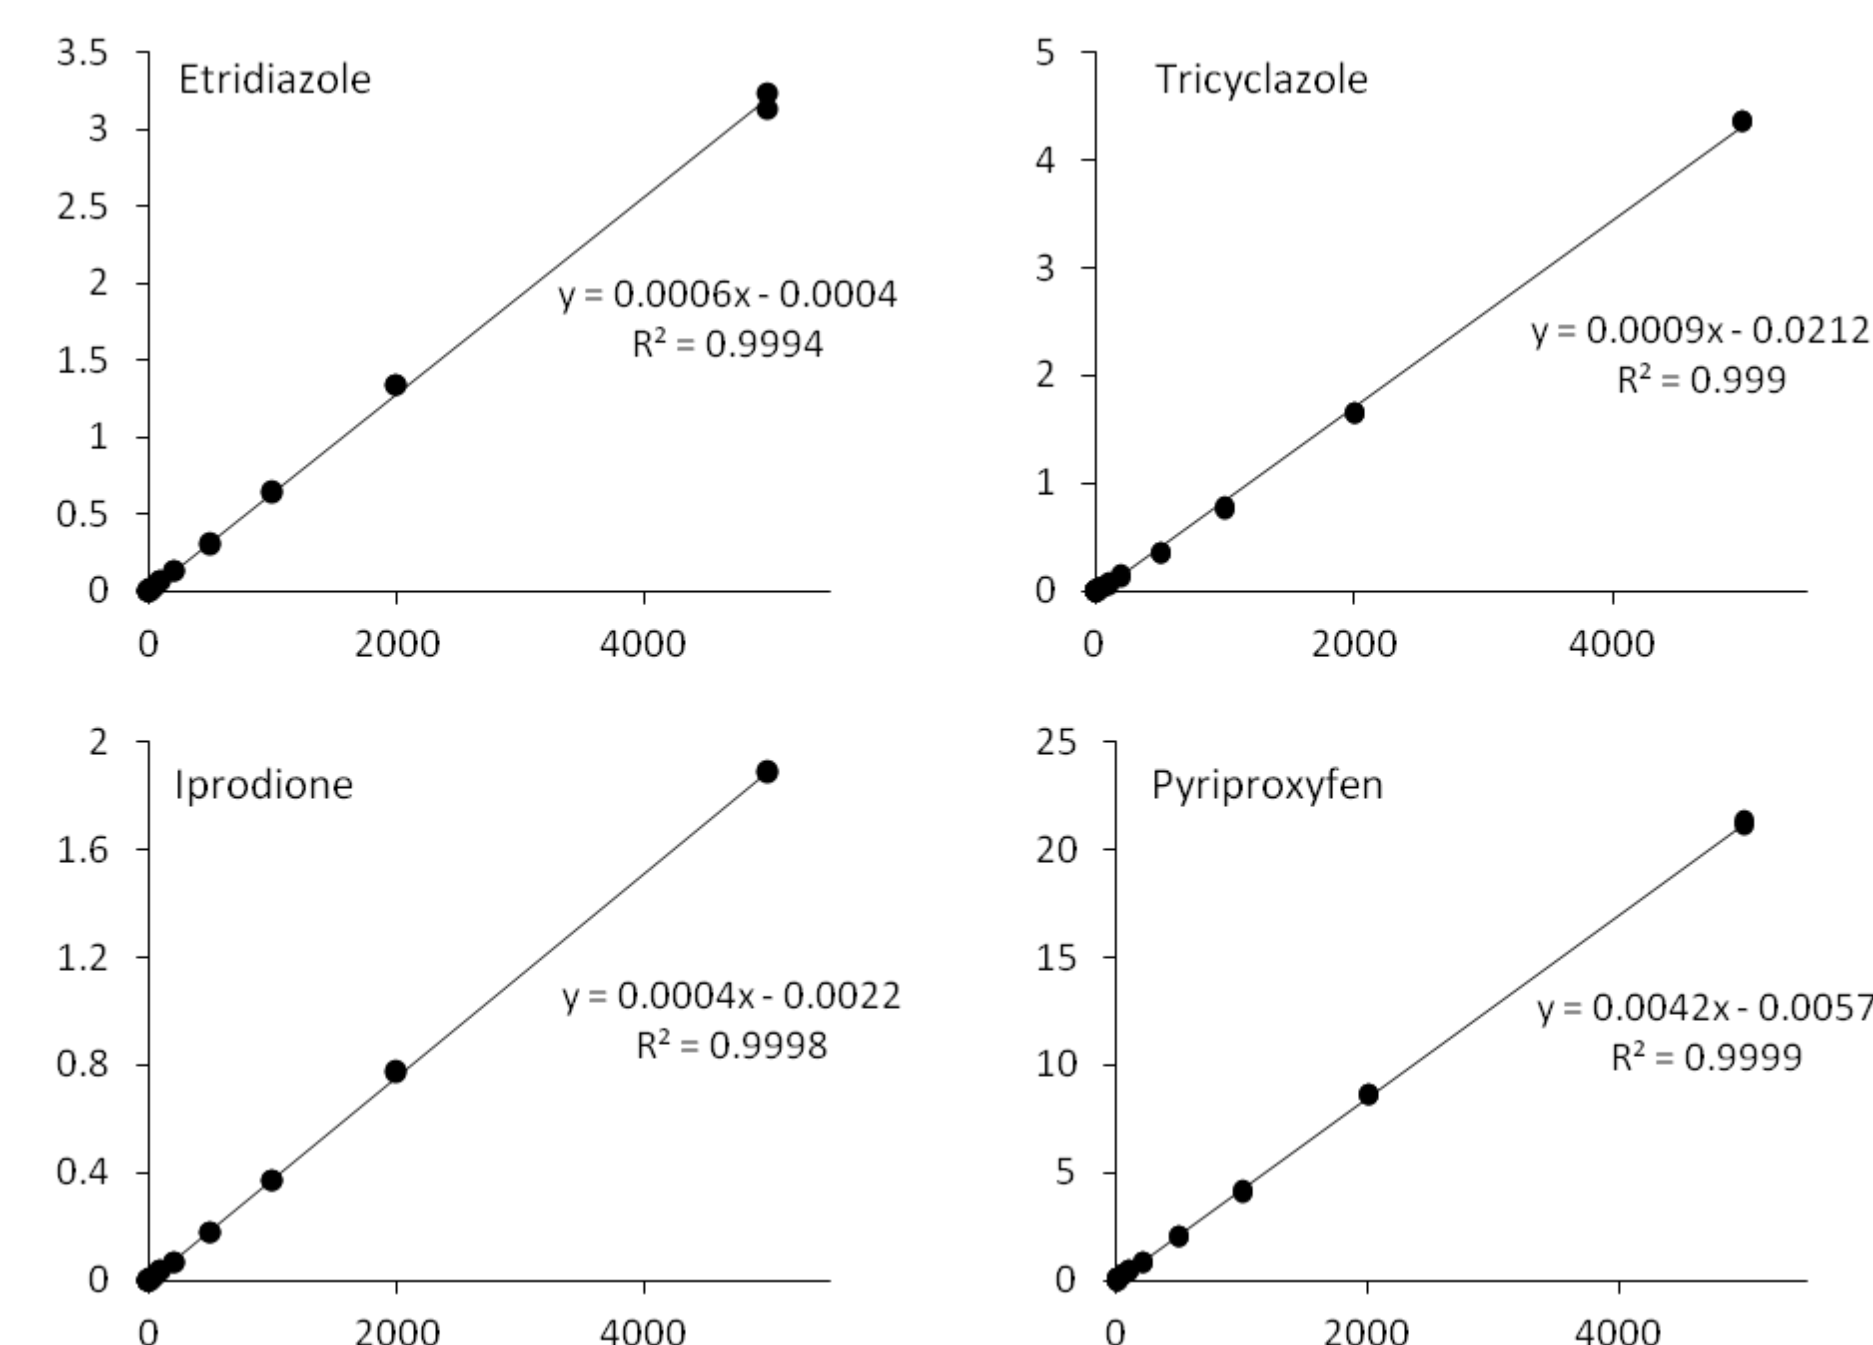 Etridiazole
3.5
3
2.5
2
1.5
1
0.5
0
y = 0.0006x - 0.0004
R² = 0.9994
0 2000 4000
Tricyclazole
5
4
3
2
1
0
y = 0.0009x - 0.0212
R² = 0.999
0 2000 4000
Iprodione
2
1.6
1.2
0.8
0.4
0
y = 0.0004x - 0.0022
R² = 0.9998
0 2000 4000
Pyriproxyfen
25
20
15
10
5
0
y = 0.0042x - 0.0057
R² = 0.9999
0 2000 4000